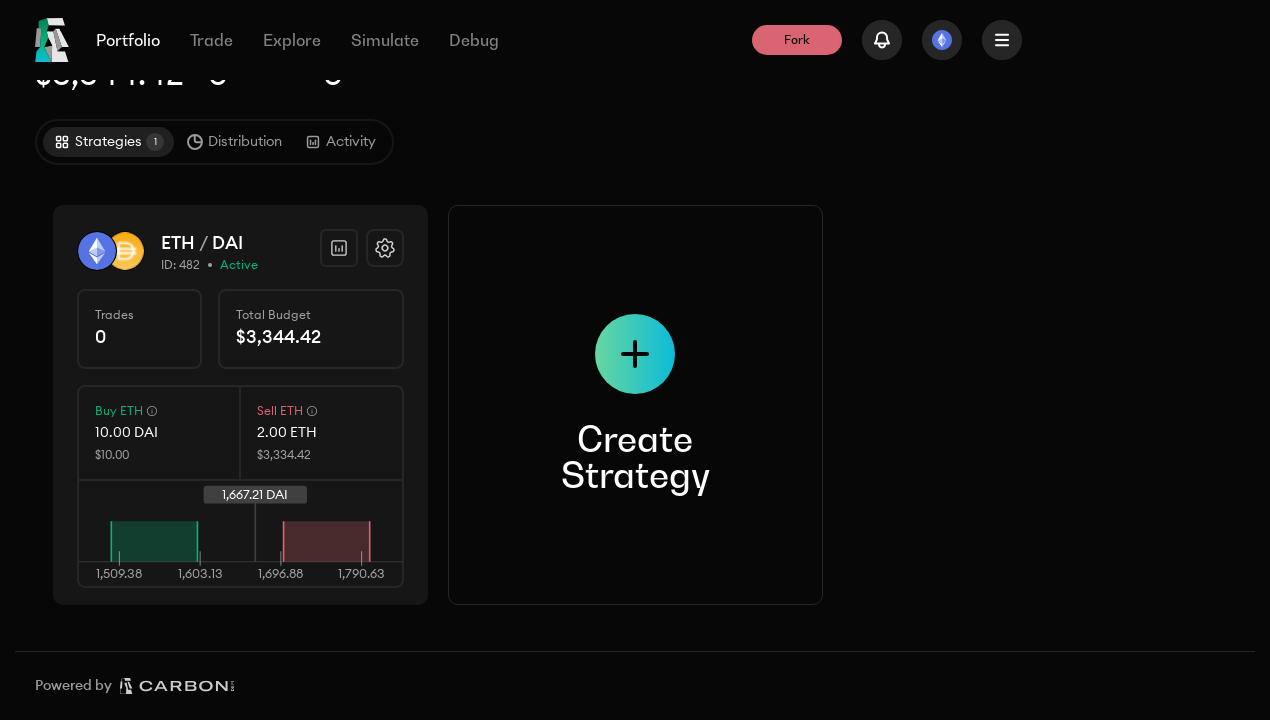 Portfolio Trade Explore Simulate Debug Fork
Strategies 1 Distribution Activity
ETH / DAI
ID: 482 • Active
Trades
0
Total Budget
$3,344.42
Buy ETH
10.00 DAI
$10.00
Sell ETH
2.00 ETH
$3,334.42
1,667.21 DAI
1,509.38 1,603.13 1,696.88 1,790.63
Create
Strategy
Powered by CARBON DEFI